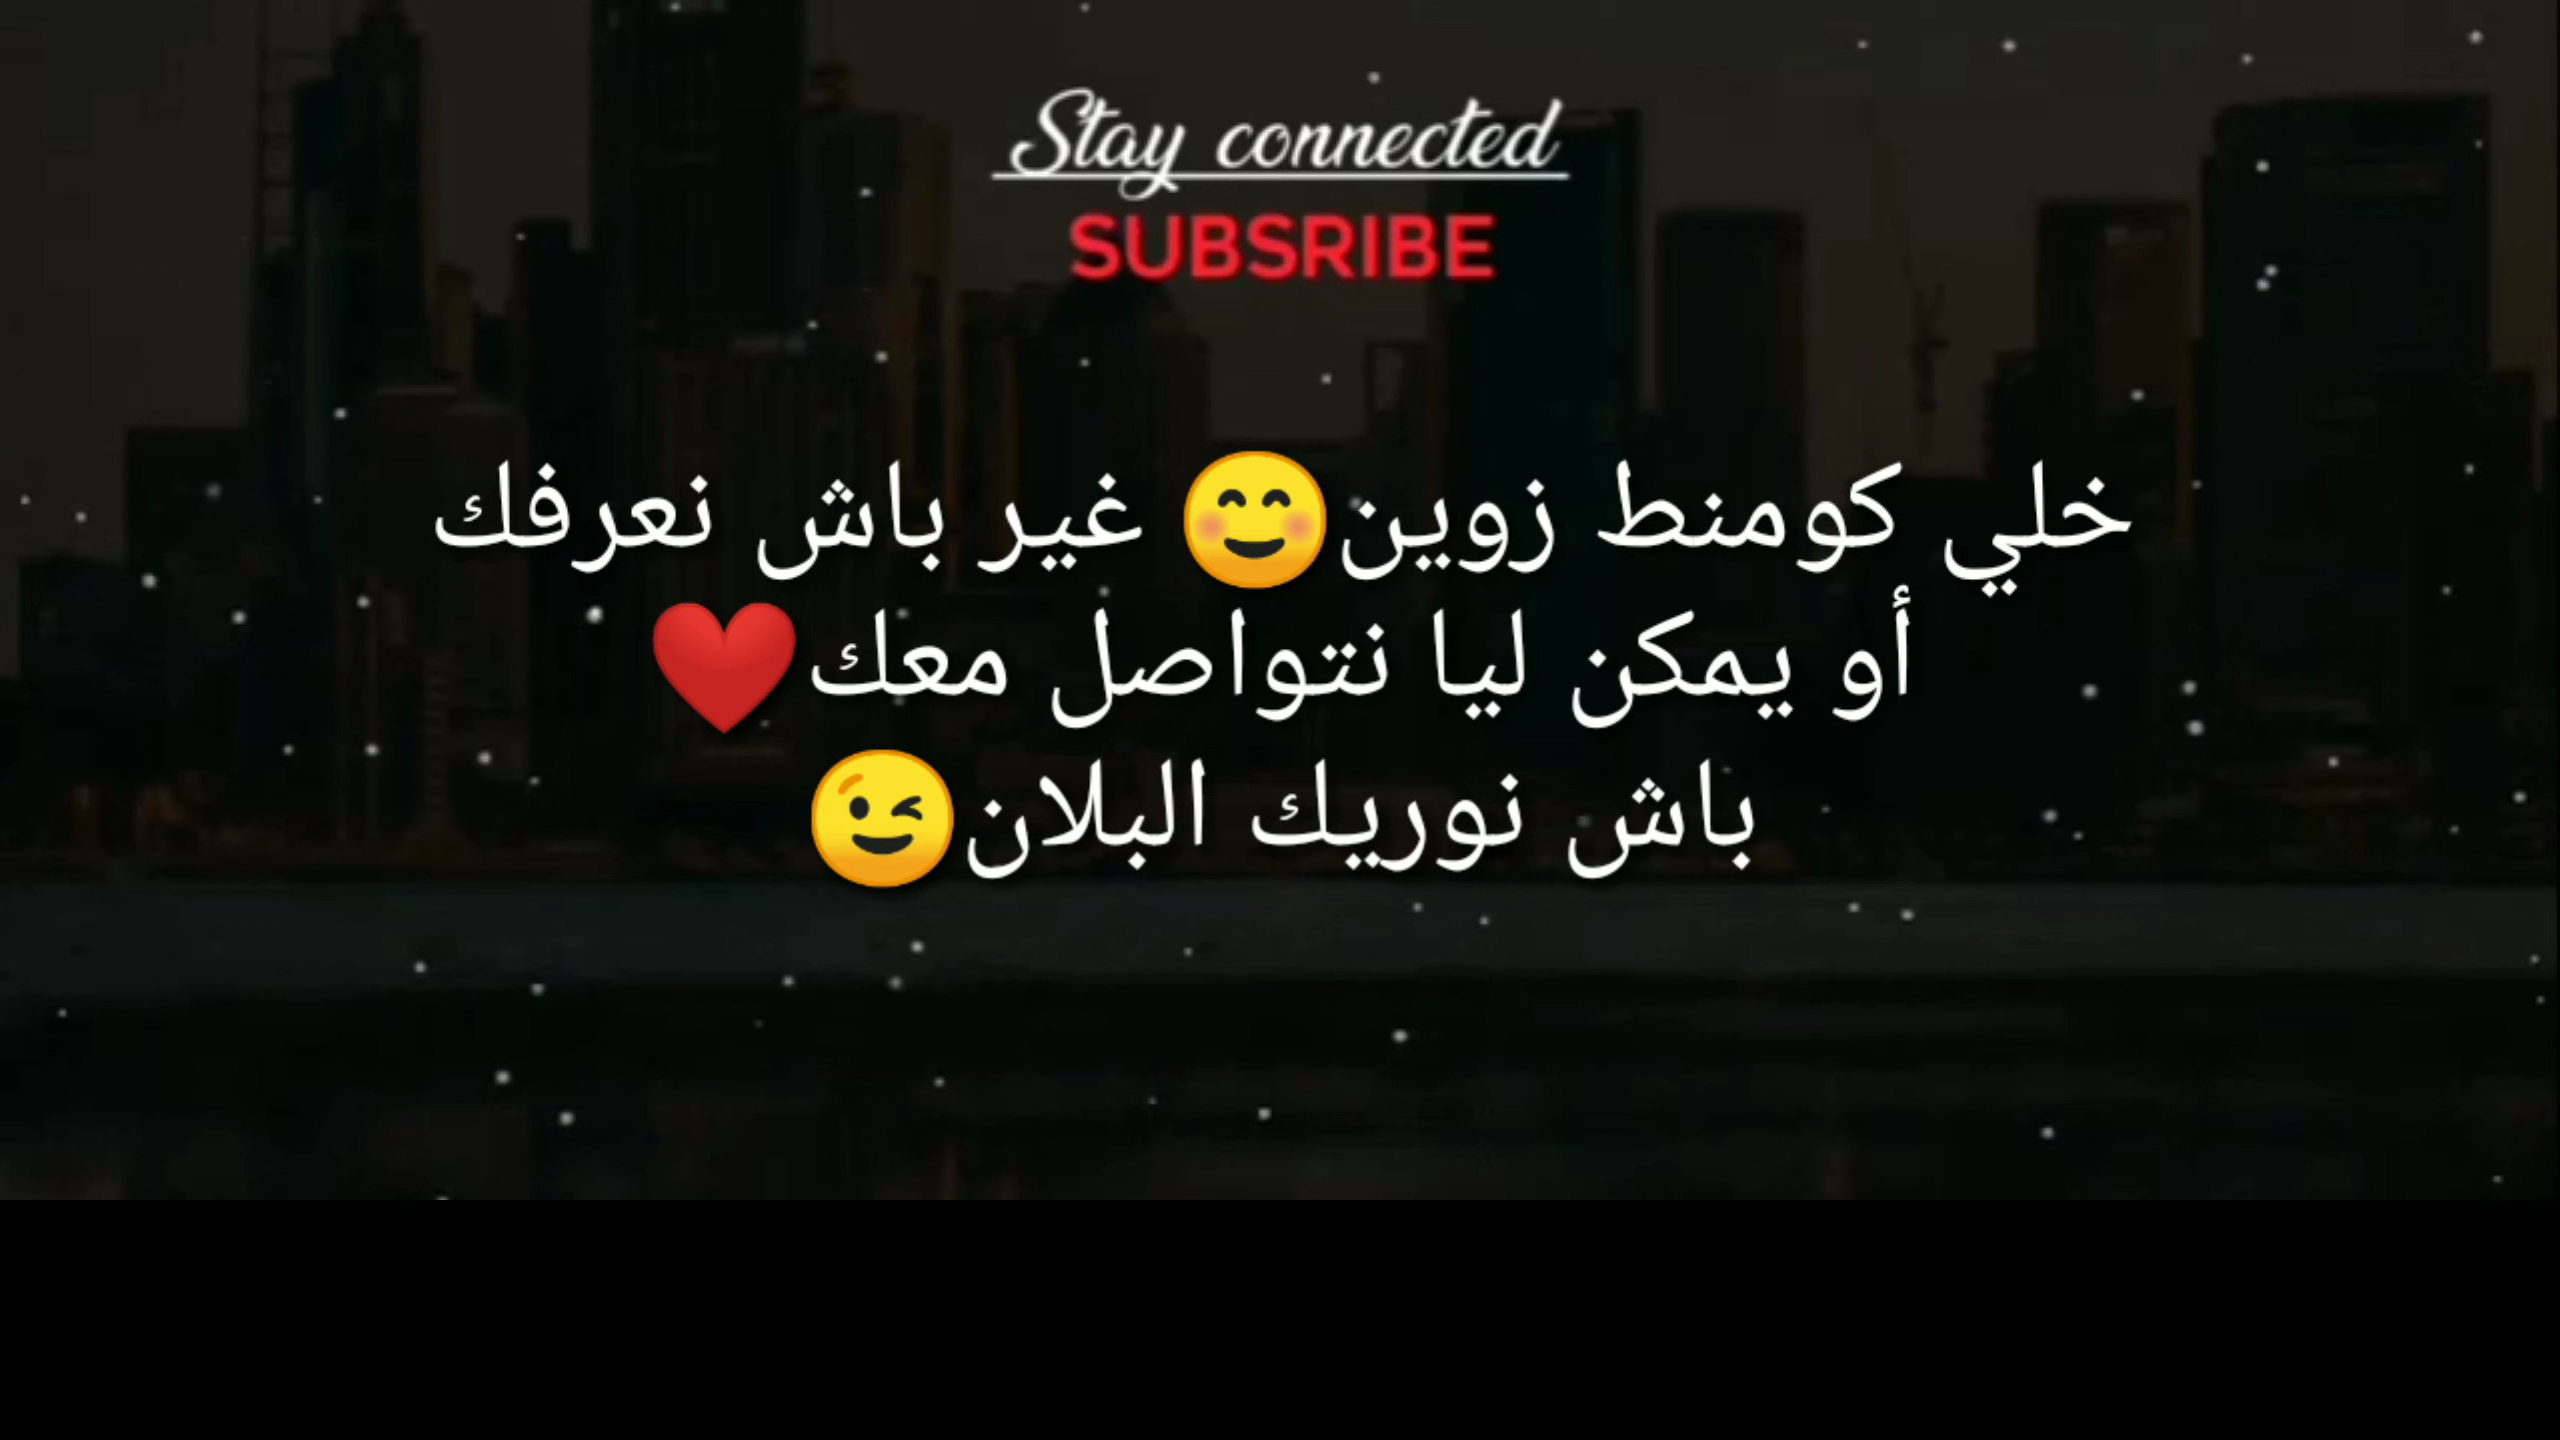 Stay connected
SUBSRIBE
خلي كومنط زوين😊 غير باش نعرفك
أو يمكن ليا نتواصل معك❤️
باش نوريك البلان😉